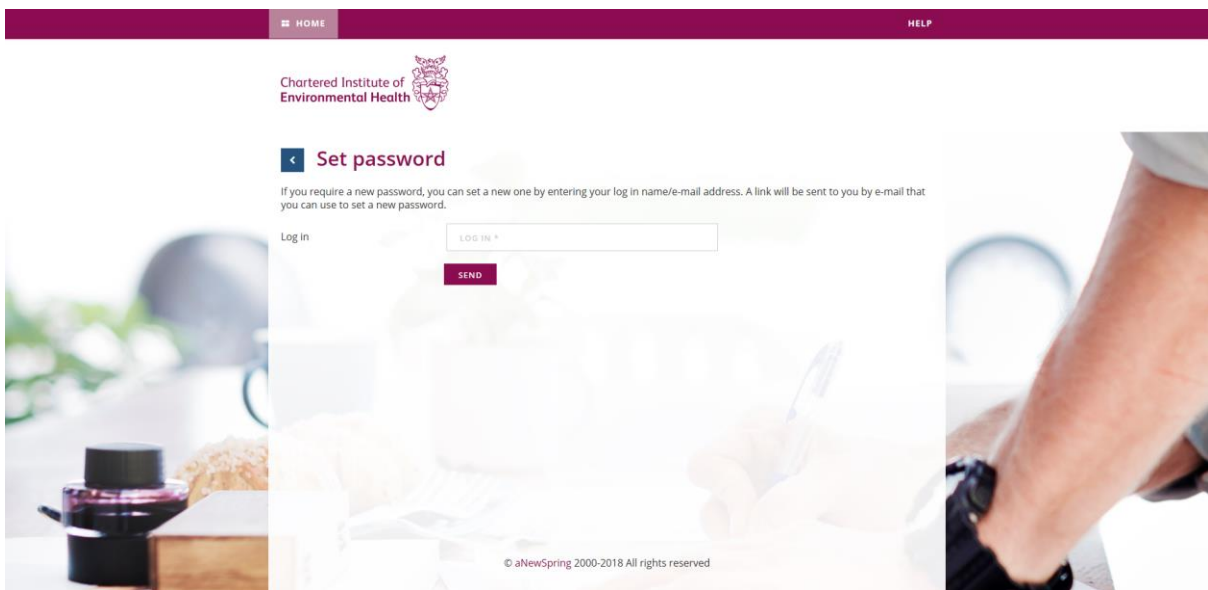 HOME
HELP
Chartered Institute of
Environmental Health
Set password
If you require a new password, you can set a new one by entering your log in name/e-mail address. A link will be sent to you by e-mail that
you can use to set a new password.
Log in
LOG IN *
SEND
© aNewSpring 2000-2018 All rights reserved